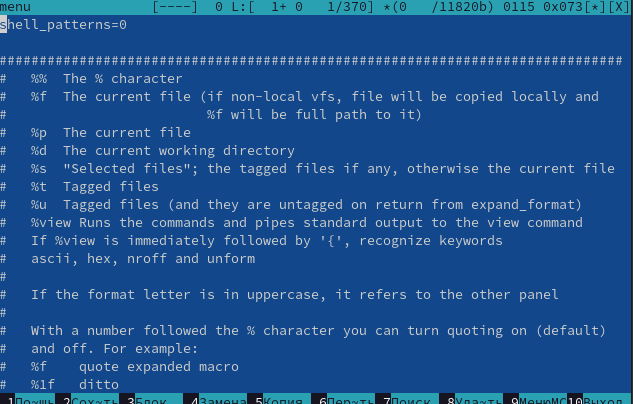 menu [----] 0 L:[ 1+ 0 1/370] *(0 /11820b) 0115 0x073[*][X]
shell_patterns=0
###############################################################################
# %% The % character
# %f The current file (if non-local vfs, file will be copied locally and
# %f will be full path to it)
# %p The current file
# %d The current working directory
# %s "Selected files"; the tagged files if any, otherwise the current file
# %t Tagged files
# %u Tagged files (and they are untagged on return from expand_format)
# %view Runs the commands and pipes standard output to the view command
# If %view is immediately followed by '{', recognize keywords
# ascii, hex, nroff and unform
#
# If the format letter is in uppercase, it refers to the other panel
#
# With a number followed the % character you can turn quoting on (default)
# and off. For example:
# %f quote expanded macro
# %1f ditto
1По~щь 2Сох~ть 3Блок 4Замена 5Копия 6Пер~ть 7Поиск 8Уда~ть 9МенюMC 10Выход